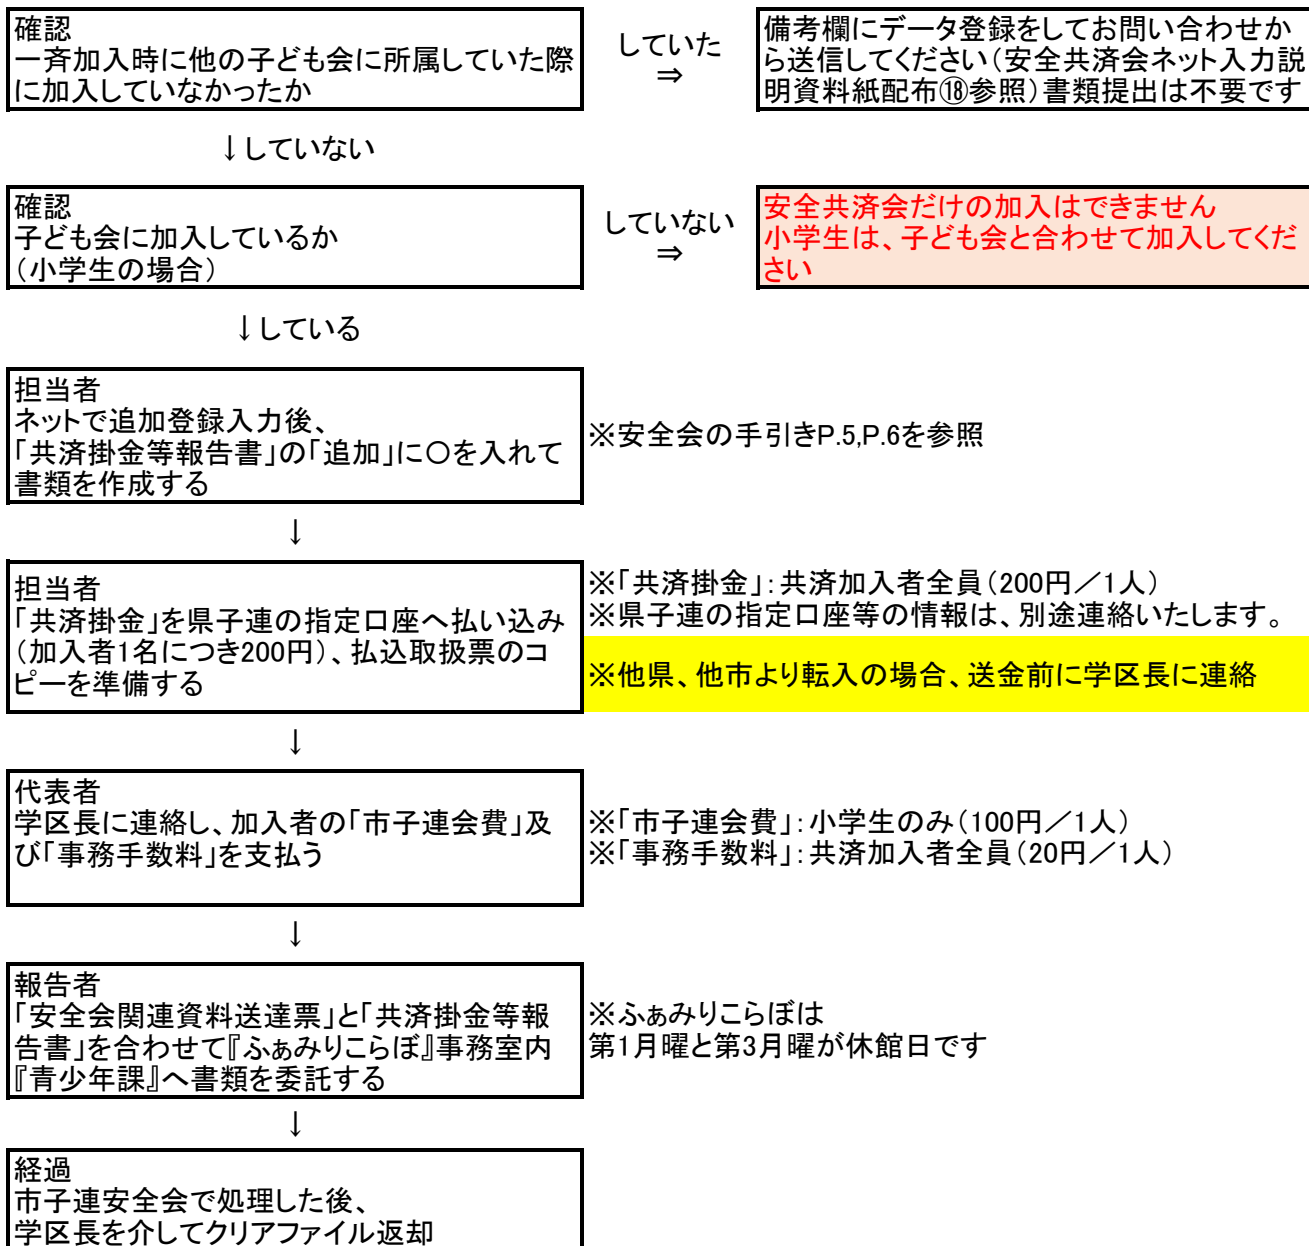 確認
一斉加入時に他の子ども会に所属していた際
に加入していなかったか
していた
⇒
備考欄にデータ登録をしてお問い合わせか
ら送信してください（安全共済会ネット入力説
明資料紙配布⑱参照）書類提出は不要です
↓していない
確認
子ども会に加入しているか
（小学生の場合）
していない
⇒
安全共済会だけの加入はできません
小学生は、子ども会と合わせて加入してくだ
さい
↓している
担当者
ネットで追加登録入力後、
「共済掛金等報告書」の「追加」に〇を入れて
書類を作成する
※安全会の手引きP.5,P.6を参照
↓
担当者
「共済掛金」を県子連の指定口座へ払い込み
（加入者1名につき200円）、払込取扱票のコ
ピーを準備する
※「共済掛金」：共済加入者全員（200円／1人）
※県子連の指定口座等の情報は、別途連絡いたします。
※他県、他市より転入の場合、送金前に学区長に連絡
↓
代表者
学区長に連絡し、加入者の「市子連会費」及
び「事務手数料」を支払う
※「市子連会費」：小学生のみ（100円／1人）
※「事務手数料」：共済加入者全員（20円／1人）
↓
報告者
「安全会関連資料送達票」と「共済掛金等報
告書」を合わせて『ふぁみりこらぼ』事務室内
『青少年課』へ書類を委託する
※ふぁみりこらぼは
第1月曜と第3月曜が休館日です
↓
経過
市子連安全会で処理した後、
学区長を介してクリアファイル返却